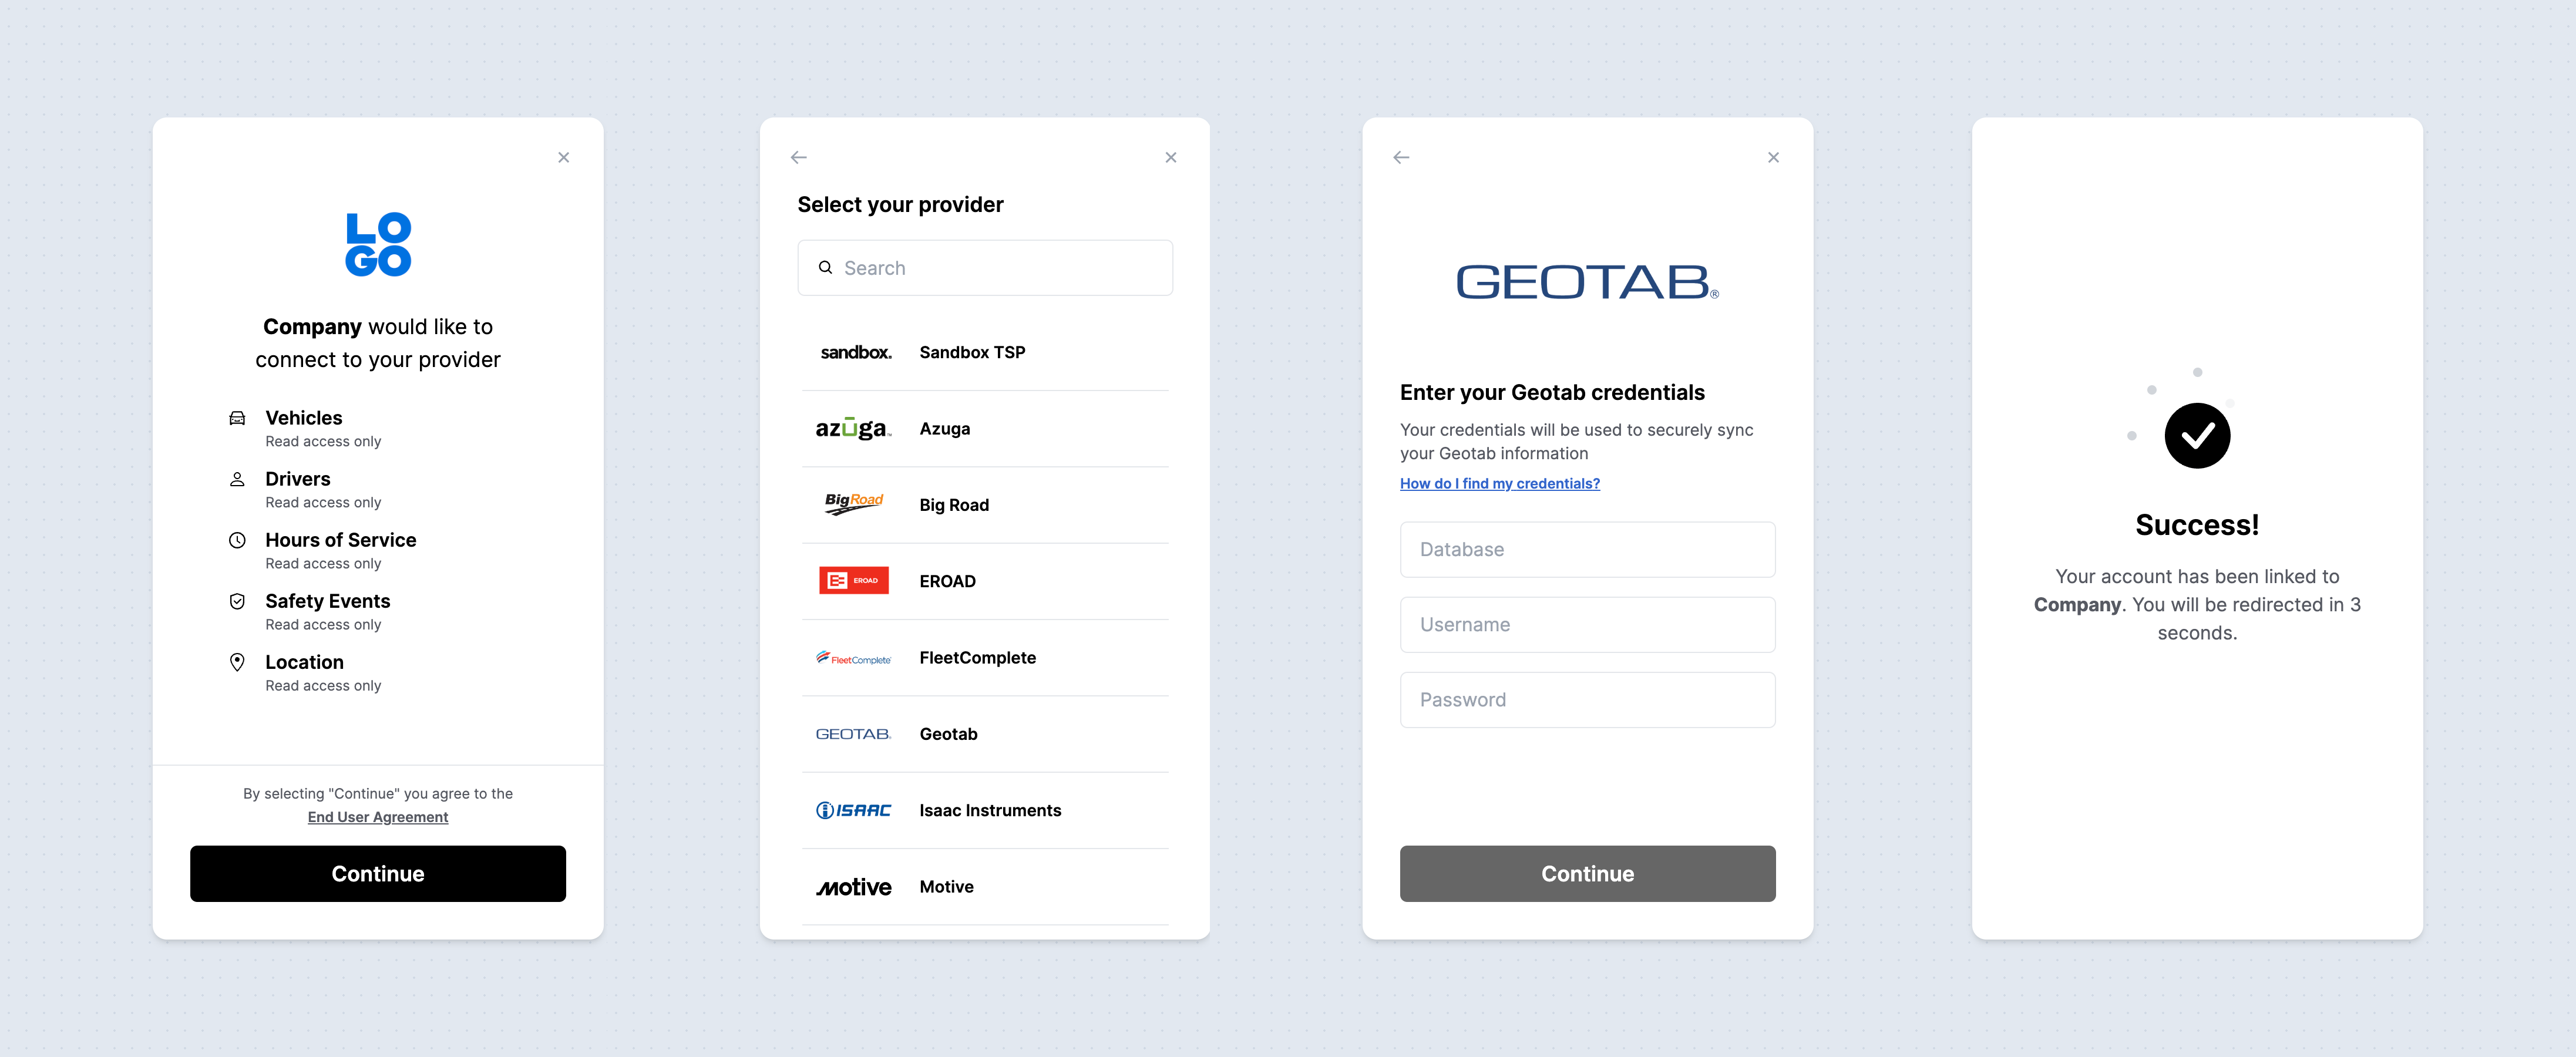 LO
GO
Company would like to
connect to your provider
Vehicles
Read access only
Drivers
Read access only
Hours of Service
Read access only
Safety Events
Read access only
Location
Read access only
By selecting "Continue" you agree to the
End User Agreement
Continue
Select your provider
Search
sandbox. Sandbox TSP
azūga™ Azuga
BigRoad Big Road
EROAD EROAD
FleetComplete FleetComplete
GEOTAB® Geotab
ISAAC Isaac Instruments
motive Motive
GEOTAB®
Enter your Geotab credentials
Your credentials will be used to securely sync
your Geotab information
How do I find my credentials?
Database
Username
Password
Continue
Success!
Your account has been linked to
Company. You will be redirected in 3
seconds.